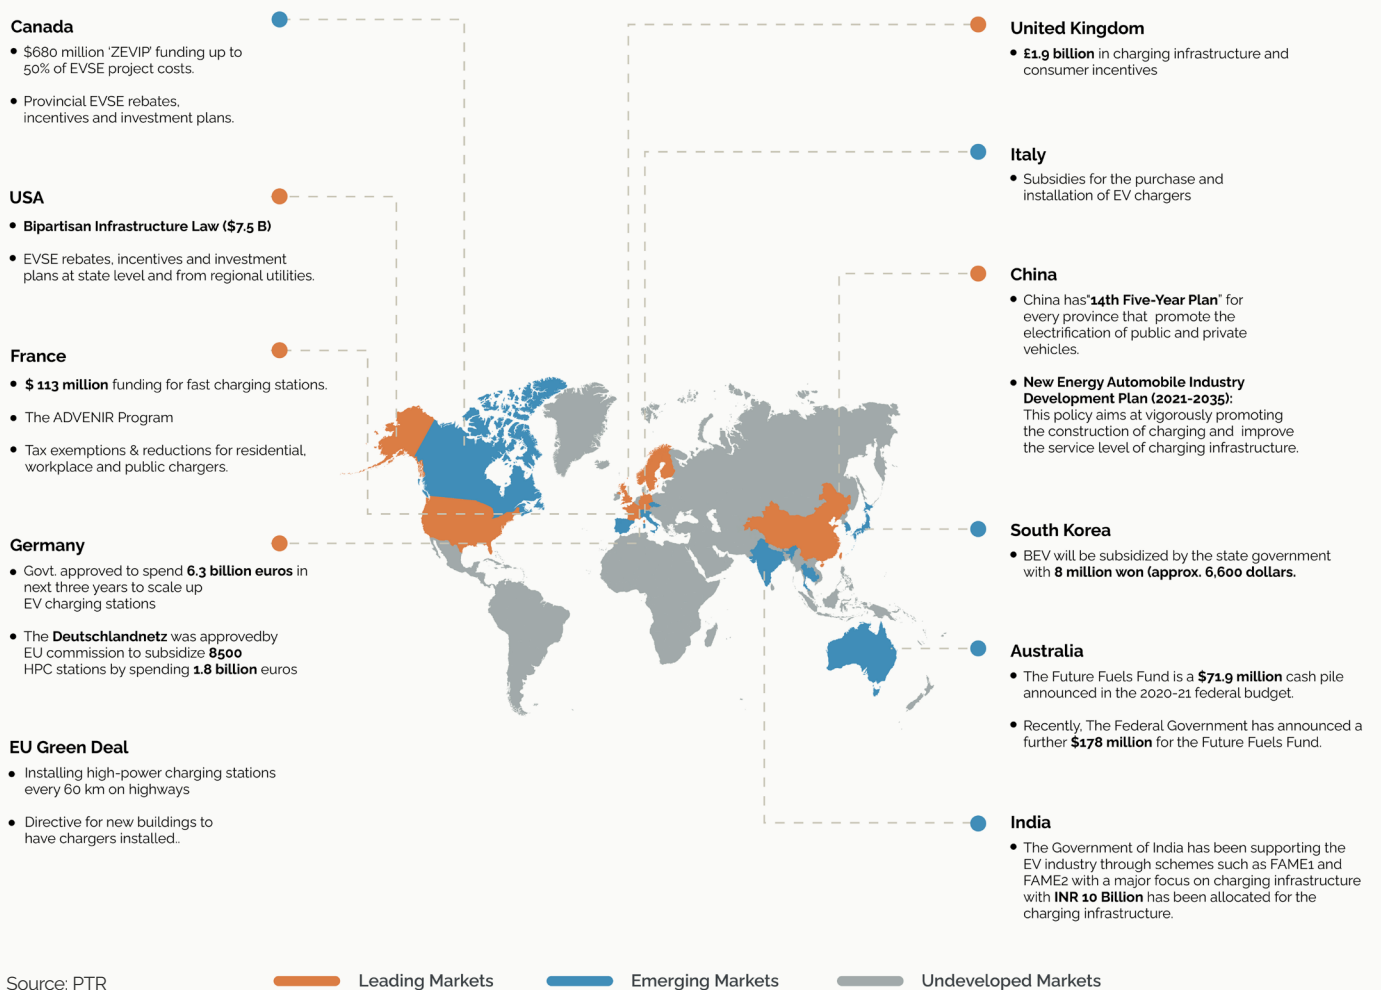 Canada
$680 million ‘ZEVIP’ funding up to
50% of EVSE project costs.
Provincial EVSE rebates,
incentives and investment plans.
USA
Bipartisan Infrastructure Law ($7.5 B)
EVSE rebates, incentives and investment
plans at state level and from regional utilities.
France
$ 113 million funding for fast charging stations.
The ADVENIR Program
Tax exemptions & reductions for residential,
workplace and public chargers.
Germany
Govt. approved to spend 6.3 billion euros in
next three years to scale up
EV charging stations
The Deutschlandnetz was approvedby
EU commission to subsidize 8500
HPC stations by spending 1.8 billion euros
EU Green Deal
Installing high-power charging stations
every 60 km on highways
Directive for new buildings to
have chargers installed..
United Kingdom
£1.9 billion in charging infrastructure and
consumer incentives
Italy
Subsidies for the purchase and
installation of EV chargers
China
China has“14th Five-Year Plan” for
every province that promote the
electrification of public and private
vehicles.
New Energy Automobile Industry
Development Plan (2021-2035):
This policy aims at vigorously promoting
the construction of charging and improve
the service level of charging infrastructure.
South Korea
BEV will be subsidized by the state government
with 8 million won (approx. 6,600 dollars.
Australia
The Future Fuels Fund is a $71.9 million cash pile
announced in the 2020-21 federal budget.
Recently, The Federal Government has announced a
further $178 million for the Future Fuels Fund.
India
The Government of India has been supporting the
EV industry through schemes such as FAME1 and
FAME2 with a major focus on charging infrastructure
with INR 10 Billion has been allocated for the
charging infrastructure.
Source: PTR
Leading Markets
Emerging Markets
Undeveloped Markets